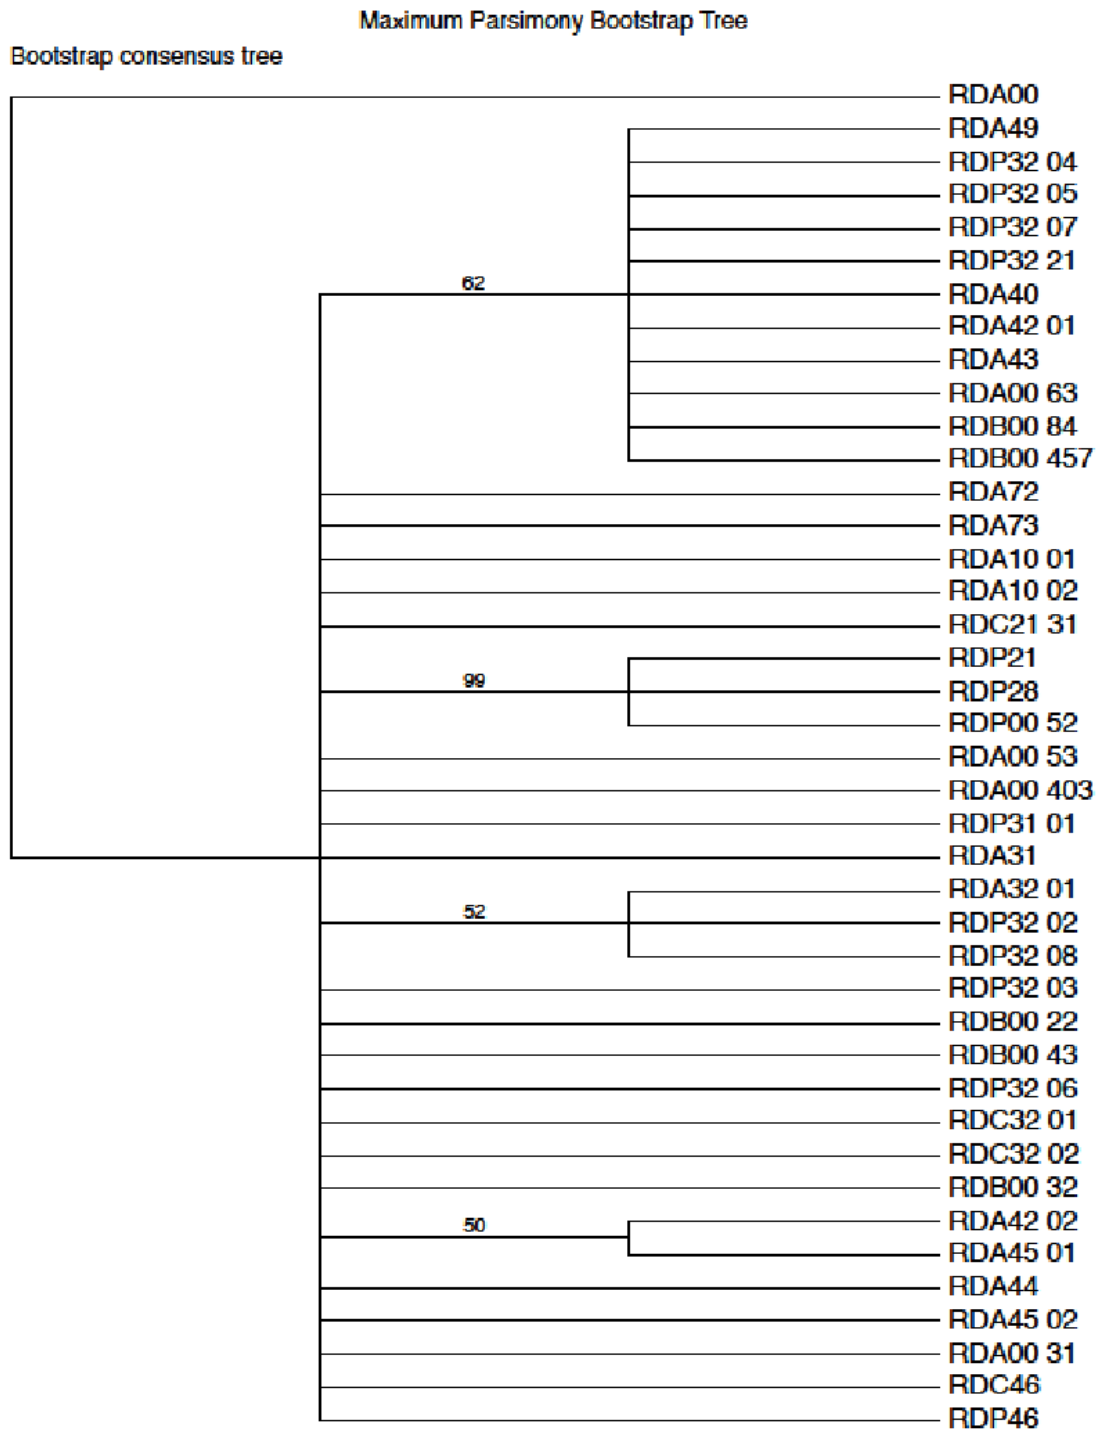 Maximum Parsimony Bootstrap Tree
Bootstrap consensus tree
RDA00
RDA49
RDP32 04
RDP32 05
RDP32 07
RDP32 21
62
RDA40
RDA42 01
RDA43
RDA00 63
RDB00 84
RDB00 457
RDA72
RDA73
RDA10 01
RDA10 02
RDC21 31
RDP21
99
RDP28
RDP00 52
RDA00 53
RDA00 403
RDP31 01
RDA31
RDA32 01
52
RDP32 02
RDP32 08
RDP32 03
RDB00 22
RDB00 43
RDP32 06
RDC32 01
RDC32 02
RDB00 32
RDA42 02
50
RDA45 01
RDA44
RDA45 02
RDA00 31
RDC46
RDP46